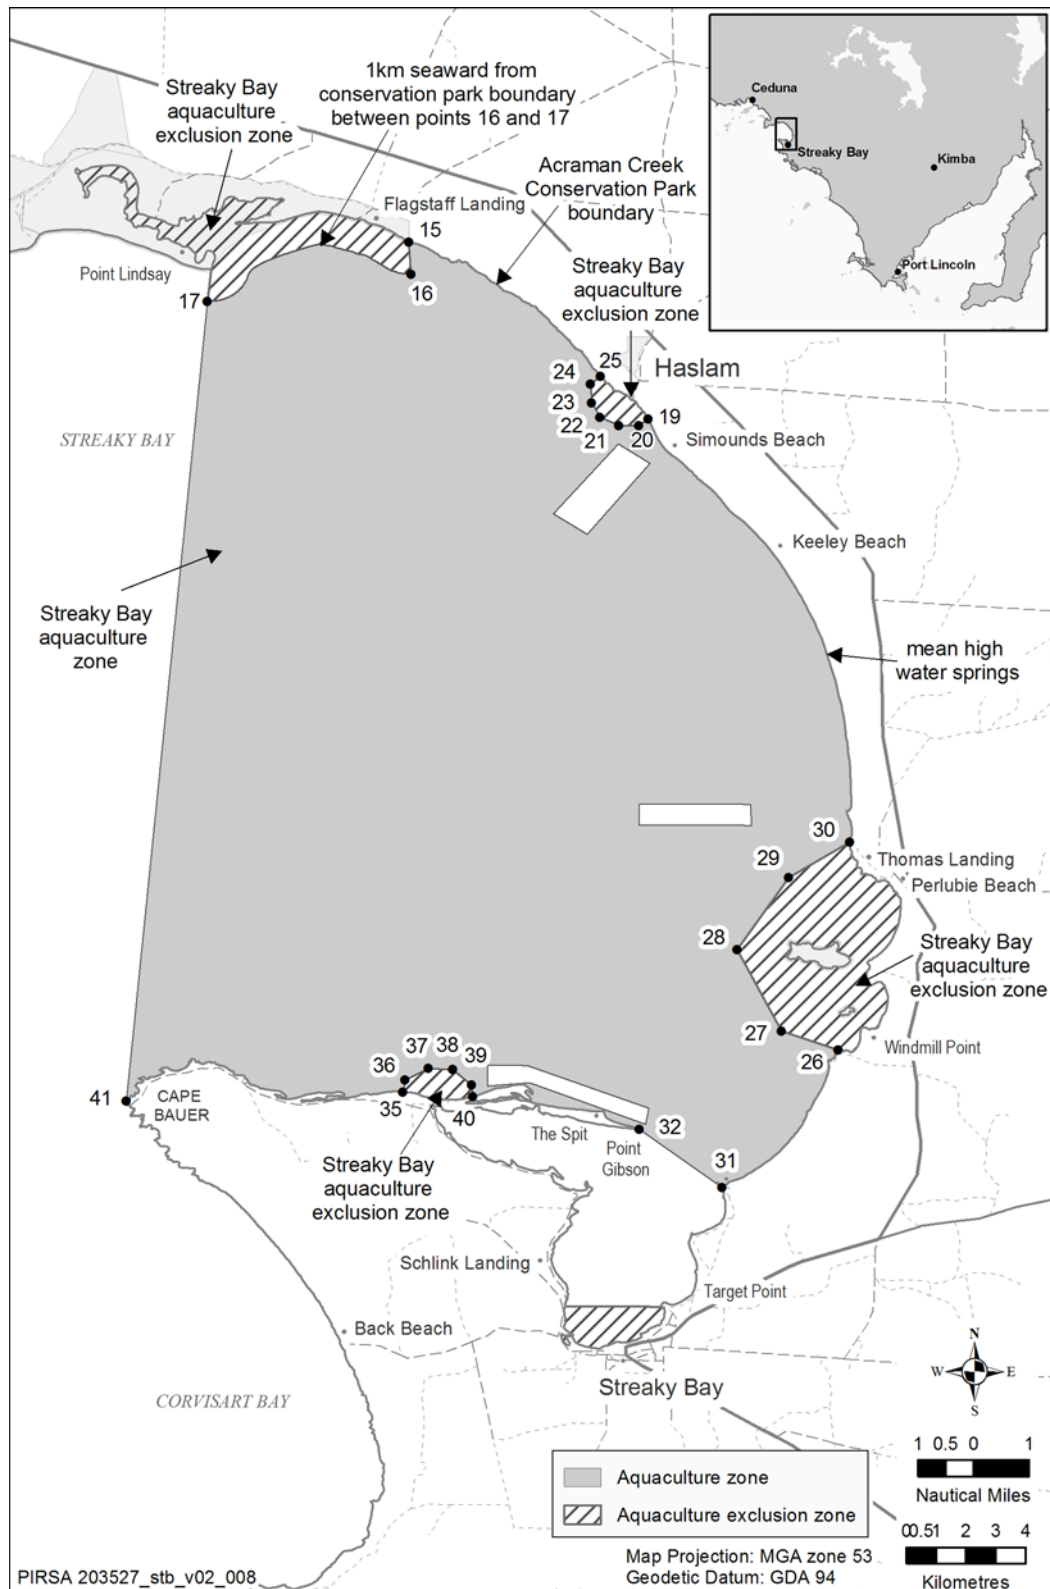 Streaky Bay
aquaculture
exclusion zone
1km seaward from
conservation park boundary
between points 16 and 17
Acraman Creek
Conservation Park
boundary
Ceduna
Streaky Bay
Kimba
Port Lincoln
Flagstaff Landing
15
Point Lindsay
16
17
Streaky Bay
aquaculture
exclusion zone
25
24
Haslam
23
19
22
21
20
Simounds Beach
STREAKY BAY
Keeley Beach
Streaky Bay
aquaculture
zone
mean high
water springs
30
Thomas Landing
29
Perlubie Beach
28
Streaky Bay
aquaculture
exclusion zone
27
26
Windmill Point
37
38
39
36
35
40
41
CAPE
BAUER
The Spit
Point
Gibson
32
31
Streaky Bay
aquaculture
exclusion zone
Schlink Landing
Target Point
Back Beach
Streaky Bay
CORVISART BAY
N
W
E
S
1 0.5 0 1
Nautical Miles
0 0.5 1 2 3 4
Kilometres
Aquaculture zone
Aquaculture exclusion zone
Map Projection: MGA zone 53
Geodetic Datum: GDA 94
PIRSA 203527_stb_v02_008